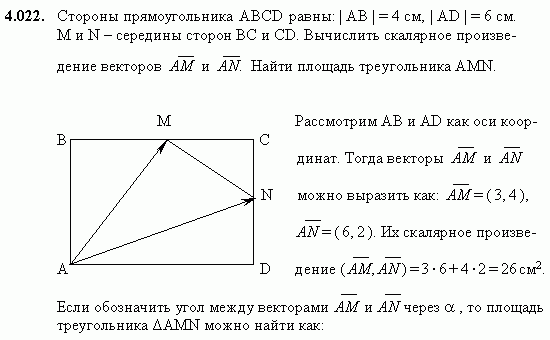 4.022. Стороны прямоугольника ABCD равны: | AB | = 4 см, | AD | = 6 см.
M и N – середины сторон BC и CD. Вычислить скалярное произве-
дение векторов AM и AN. Найти площадь треугольника AMN.
M
B
C
N
A
D
Рассмотрим AB и AD как оси коор-
динат. Тогда векторы AM и AN
можно выразить как: AM = ( 3, 4 ),
AN = ( 6, 2 ). Их скалярное произве-
дение ( AM, AN ) = 3 · 6 + 4 · 2 = 26 см².
Если обозначить угол между векторами AM и AN через α , то площадь
треугольника ΔAMN можно найти как: